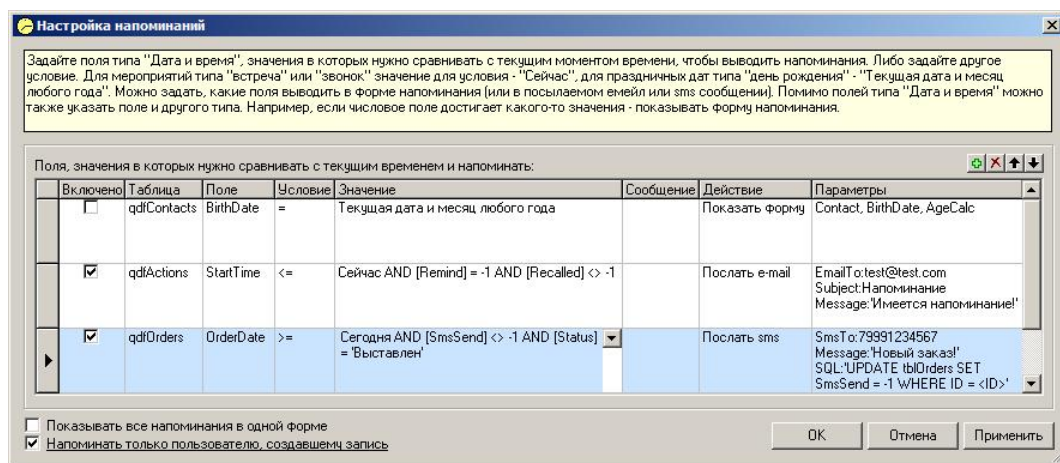 Настройка напоминаний
Задайте поля типа "Дата и время", значения в которых нужно сравнивать с текущим моментом времени, чтобы выводить напоминания. Либо задайте другое
условие. Для мероприятий типа "встреча" или "звонок" значение для условия - "Сейчас", для праздничных дат типа "день рождения" - "Текущая дата и месяц
любого года". Можно задать, какие поля выводить в форме напоминания (или в посылаемом емейл или sms сообщении). Помимо полей типа "Дата и время" можно
также указать поле и другого типа. Например, если числовое поле достигает какого-то значения - показывать форму напоминания.
Поля, значения в которых нужно сравнивать с текущим временем и напоминать:
Включено Таблица Поле Условие Значение Сообщение Действие Параметры
qdfContacts BirthDate = Текущая дата и месяц любого года Показать форму Contact, BirthDate, AgeCalc
qdfActions StartTime <= Сейчас AND [Remind] = -1 AND [Recalled] <> -1 Послать e-mail EmailTo:test@test.com
Subject:Напоминание
Message:'Имеется напоминание!'
qdfOrders OrderDate >= Сегодня AND [SmsSend] <> -1 AND [Status] Послать sms SmsTo:79991234567
= 'Выставлен' Message:'Новый заказ!'
SQL:'UPDATE tblOrders SET
SmsSend = -1 WHERE ID = <ID>'
Показывать все напоминания в одной форме
Напоминать только пользователю, создавшему запись
OK Отмена Применить